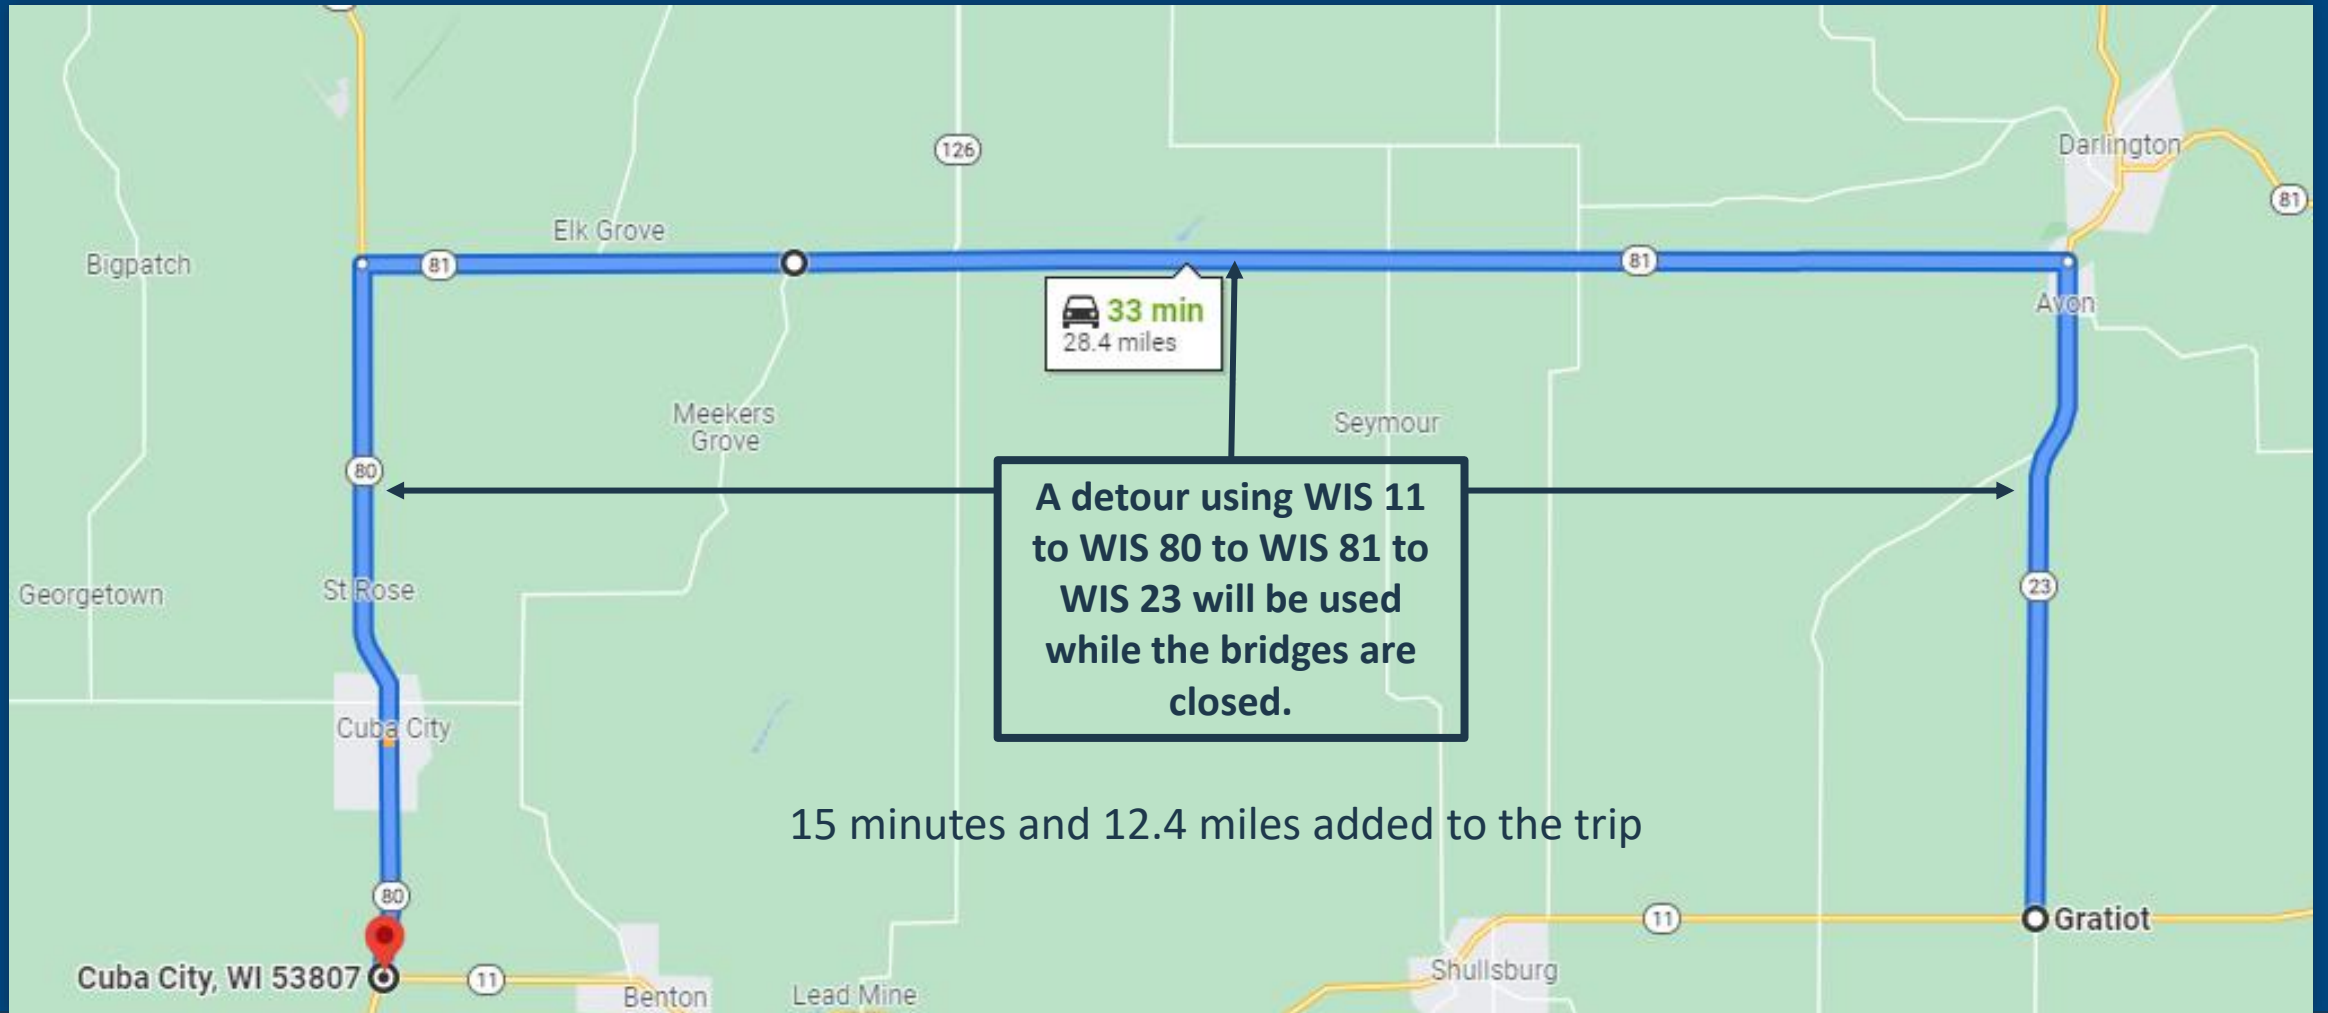 126
Darlington
81
Elk Grove
Bigpatch
81
81
Avon
33 min
28.4 miles
Meekers
Grove
Seymour
80
A detour using WIS 11
to WIS 80 to WIS 81 to
WIS 23 will be used
while the bridges are
closed.
Georgetown
St Rose
23
Cuba City
15 minutes and 12.4 miles added to the trip
80
11
Gratiot
Cuba City, WI 53807
11
Shullsburg
Benton
Lead Mine